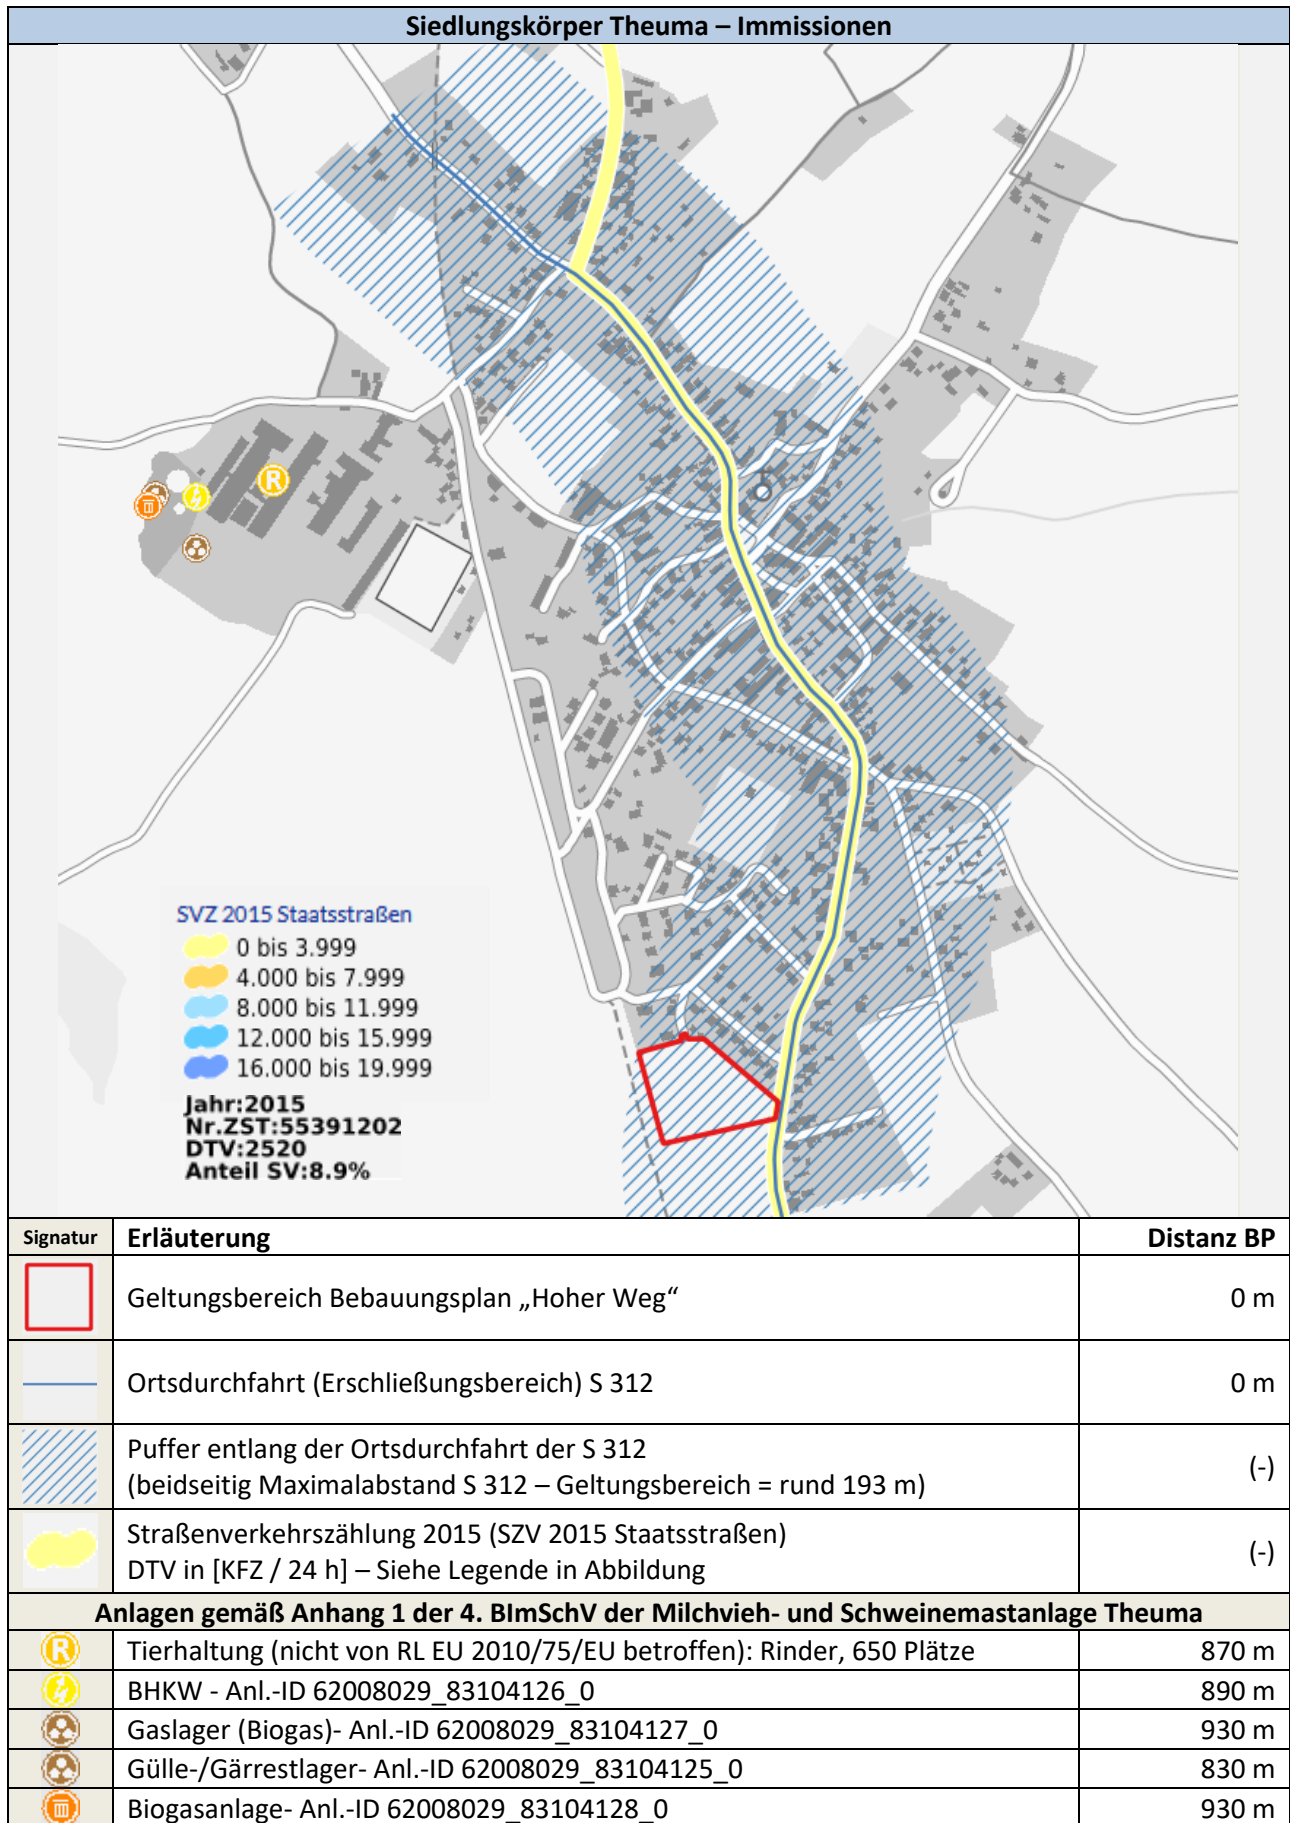 Siedlungskörper Theuma – Immissionen
R
SVZ 2015 Staatsstraßen
0 bis 3.999
4.000 bis 7.999
8.000 bis 11.999
12.000 bis 15.999
16.000 bis 19.999
Jahr:2015
Nr.ZST:55391202
DTV:2520
Anteil SV:8.9%
Signatur Erläuterung Distanz BP
Geltungsbereich Bebauungsplan „Hoher Weg“ 0 m
Ortsdurchfahrt (Erschließungsbereich) S 312 0 m
Puffer entlang der Ortsdurchfahrt der S 312
(beidseitig Maximalabstand S 312 – Geltungsbereich = rund 193 m) (-)
Straßenverkehrszählung 2015 (SZV 2015 Staatsstraßen)
DTV in [KFZ / 24 h] – Siehe Legende in Abbildung (-)
Anlagen gemäß Anhang 1 der 4. BImSchV der Milchvieh- und Schweinemastanlage Theuma
R Tierhaltung (nicht von RL EU 2010/75/EU betroffen): Rinder, 650 Plätze 870 m
BHKW - Anl.-ID 62008029_83104126_0 890 m
Gaslager (Biogas)- Anl.-ID 62008029_83104127_0 930 m
Gülle-/Gärrestlager- Anl.-ID 62008029_83104125_0 830 m
Biogasanlage- Anl.-ID 62008029_83104128_0 930 m